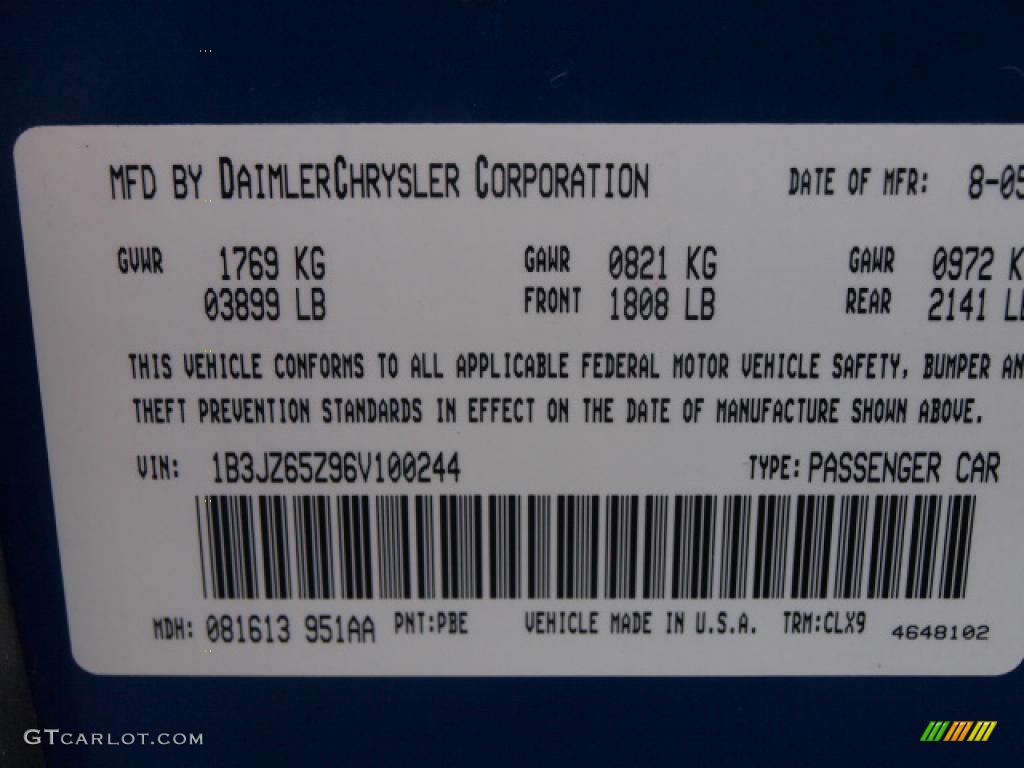 MFD BY DAIMLERCHRYSLER CORPORATION DATE OF MFR: 8-05
GVWR 1769 KG GAWR 0821 KG GAWR 0972 K
03899 LB FRONT 1808 LB REAR 2141 LB
THIS VEHICLE CONFORMS TO ALL APPLICABLE FEDERAL MOTOR VEHICLE SAFETY, BUMPER AN
THEFT PREVENTION STANDARDS IN EFFECT ON THE DATE OF MANUFACTURE SHOWN ABOVE.
VIN: 1B3JZ65Z96V100244 TYPE: PASSENGER CAR
MDH: 081613 951AA PNT:PBE VEHICLE MADE IN U.S.A. TRM:CLX9 4648102
GTCARLOT.COM